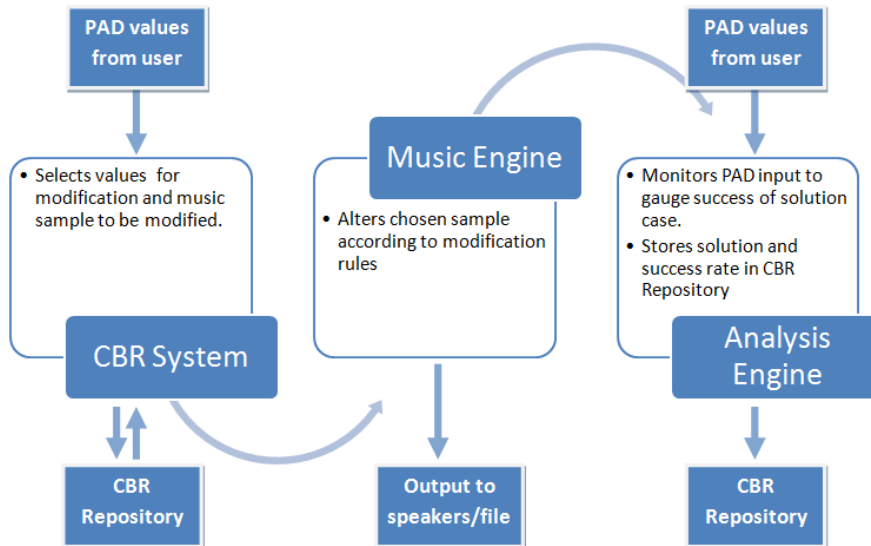 PAD values
from user
• Selects values for
modification and music
sample to be modified.
CBR System
CBR
Repository
Music Engine
• Alters chosen sample
according to modification
rules
Output to
speakers/file
PAD values
from user
• Monitors PAD input to
gauge success of solution
case.
• Stores solution and
success rate in CBR
Repository
Analysis
Engine
CBR
Repository